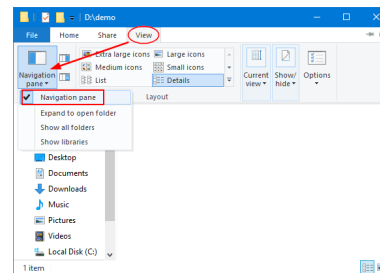 D:\demo
File Home Share View
Navigation pane
Extra large icons Large icons
Medium icons Small icons
List Details
Layout
Current view
Show/ hide
Options
Navigation pane
Expand to open folder
Show all folders
Show libraries
Desktop
Documents
Downloads
Music
Pictures
Videos
Local Disk (C:)
1 item